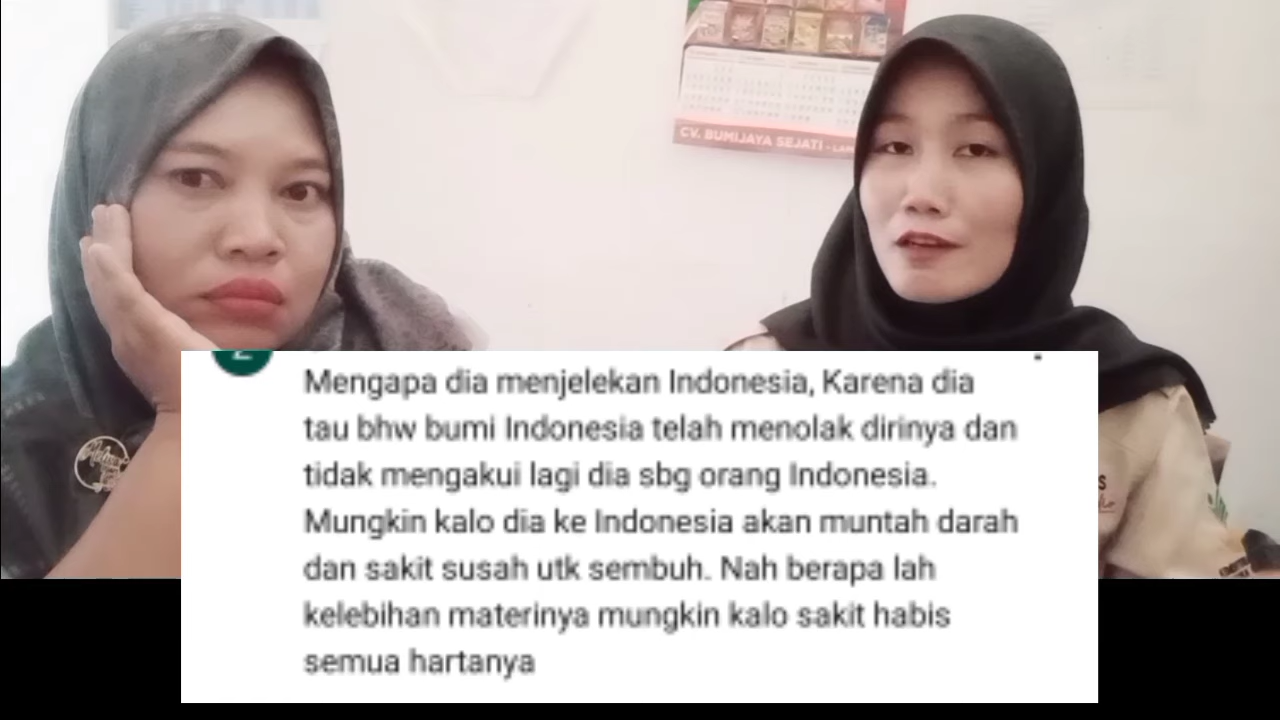 CV. BUMIJAYA SEJATI - LAM
Mengapa dia menjelekan Indonesia, Karena dia
tau bhw bumi Indonesia telah menolak dirinya dan
tidak mengakui lagi dia sbg orang Indonesia.
Mungkin kalo dia ke Indonesia akan muntah darah
dan sakit susah utk sembuh. Nah berapa lah
kelebihan materinya mungkin kalo sakit habis
semua hartanya